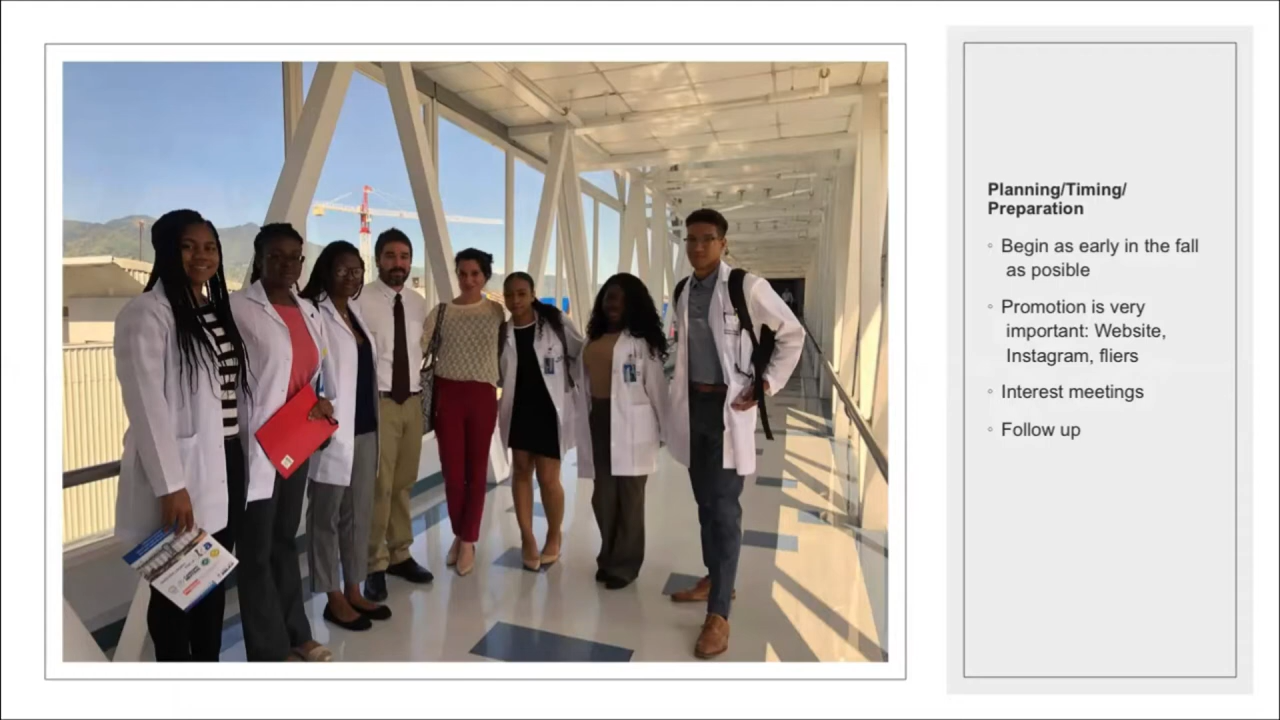 Planning/Timing/
Preparation
◦ Begin as early in the fall
as posible
◦ Promotion is very
important: Website,
Instagram, fliers
◦ Interest meetings
◦ Follow up